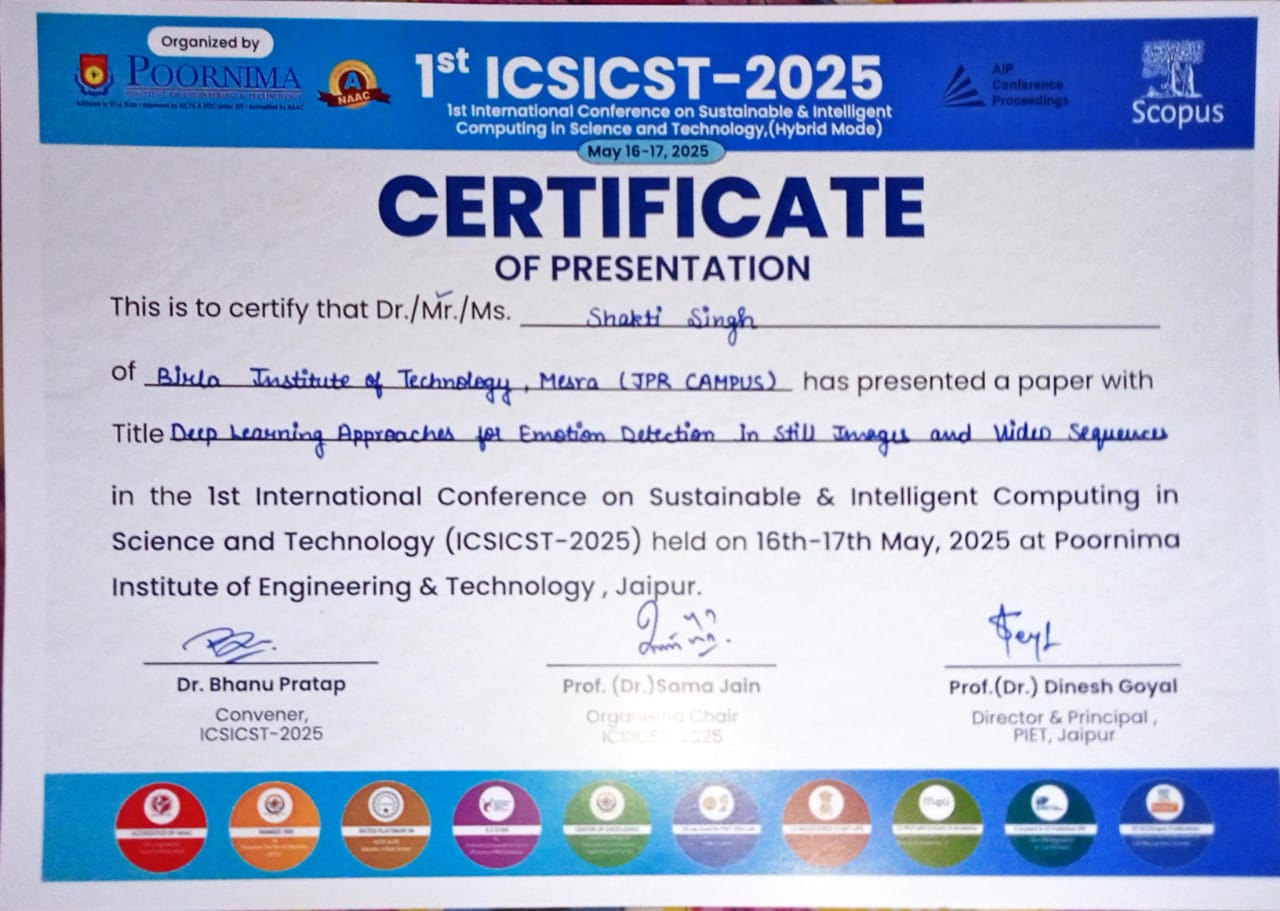 Organized by
POORNIMA
INSTITUTE OF ENGINEERING & TECHNOLOGY
A
NAAC
1st ICSICST-2025
1st International Conference on Sustainable & Intelligent
Computing in Science and Technology,(Hybrid Mode)
May 16-17, 2025
AIP
Conference
Proceedings
Scopus
CERTIFICATE
OF PRESENTATION
This is to certify that Dr./Mr./Ms. Shakti Singh
of Birla Institute of Technology, Mesra (JPR CAMPUS) has presented a paper with
Title Deep Learning Approaches for Emotion Detection In Still Images and Video Sequences
in the 1st International Conference on Sustainable & Intelligent Computing in
Science and Technology (ICSICST-2025) held on 16th-17th May, 2025 at Poornima
Institute of Engineering & Technology , Jaipur.
Dr. Bhanu Pratap
Convener,
ICSICST-2025
Prof. (Dr.)Sama Jain
Organising Chair
ICSICST-2025
Prof.(Dr.) Dinesh Goyal
Director & Principal ,
PIET, Jaipur
ACCREDITED BY NAAC
CENTER OF EXCELLENCE